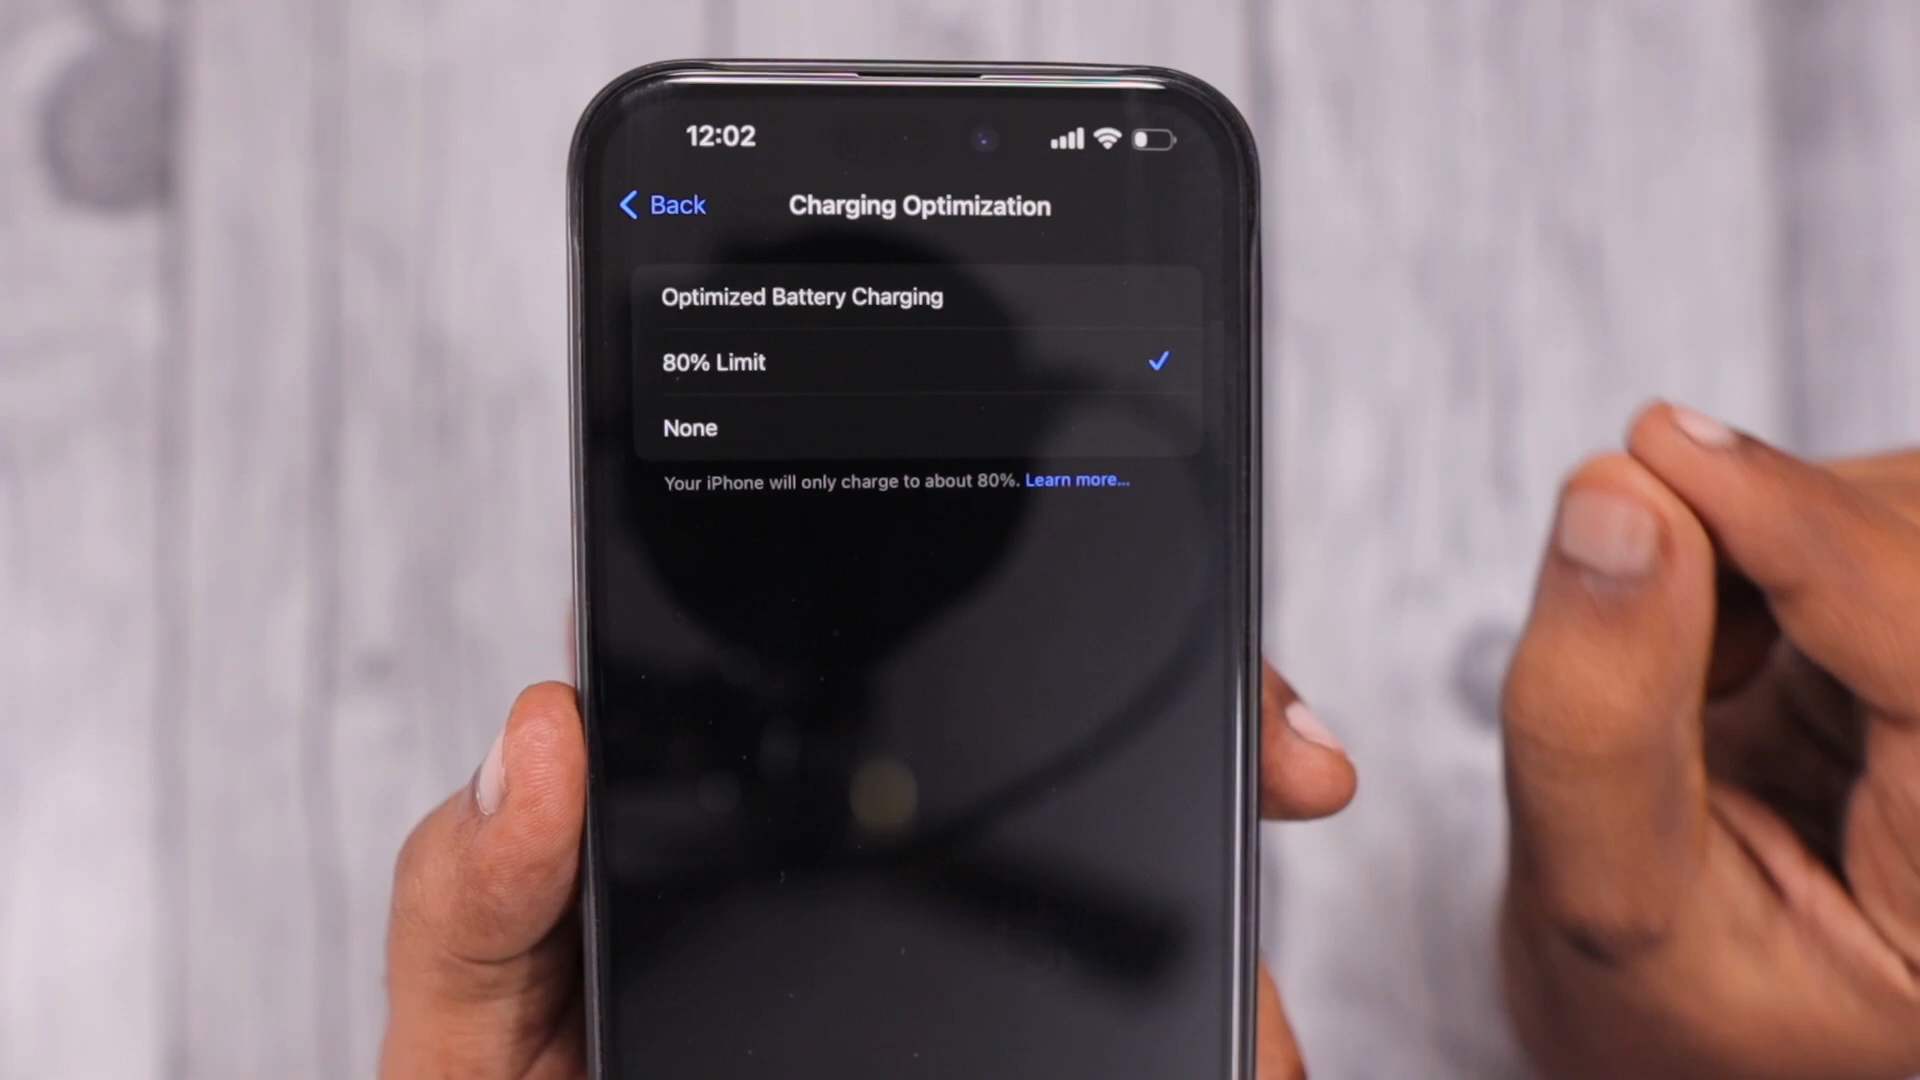 12:02
Back
Charging Optimization
Optimized Battery Charging
80% Limit
None
Your iPhone will only charge to about 80%. Learn more...